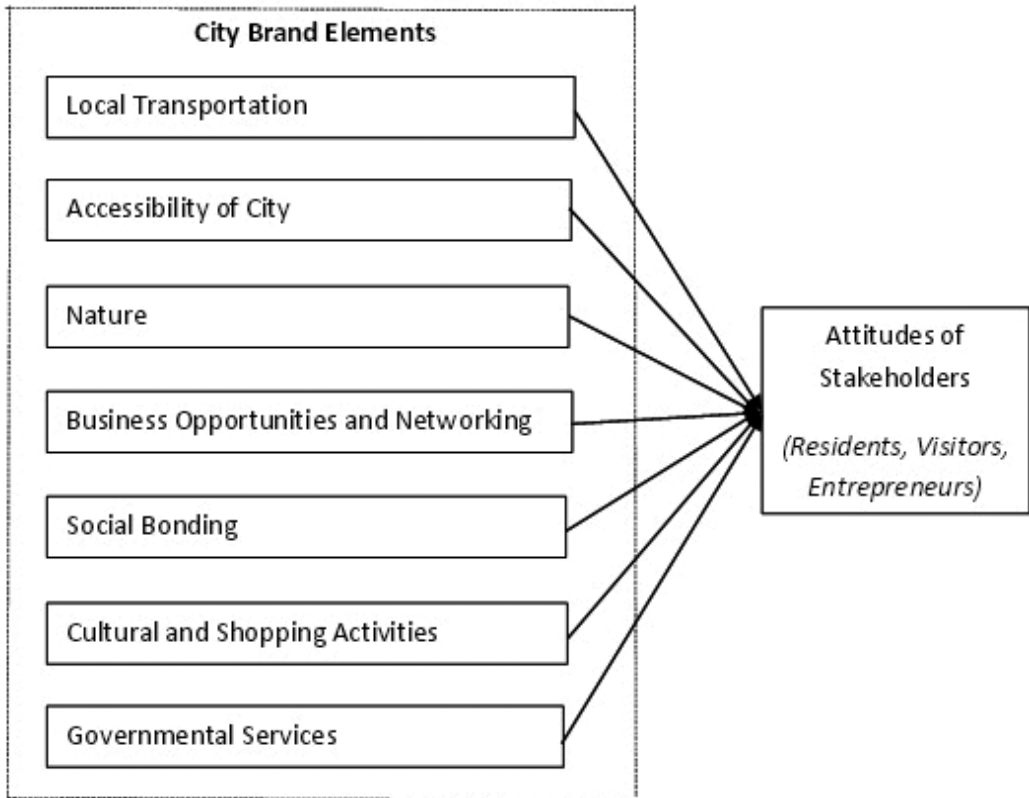 City Brand Elements
Local Transportation
Accessibility of City
Nature
Business Opportunities and Networking
Social Bonding
Cultural and Shopping Activities
Governmental Services
Attitudes of
Stakeholders
(Residents, Visitors,
Entrepreneurs)